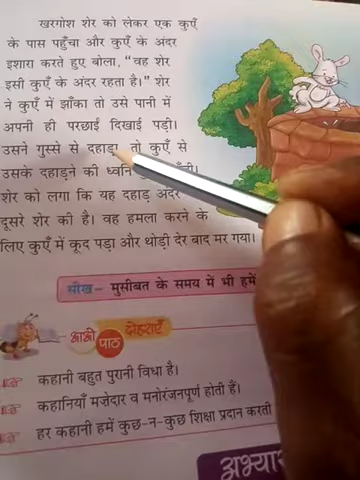 खरगोश शेर को लेकर एक कुएँ
के पास पहुँचा और कुएँ के अंदर
इशारा करते हुए बोला, “वह शेर
इसी कुएँ के अंदर रहता है।” शेर
ने कुएँ में झाँका तो उसे पानी में
अपनी ही परछाईं दिखाई पड़ी।
उसने गुस्से से दहाड़ा तो कुएँ से
उसके दहाड़ने की ध्वनि
शेर को लगा कि यह दहाड़ अंदर
दूसरे शेर की है। वह हमला करने के
लिए कुएँ में कूद पड़ा और थोड़ी देर बाद मर गया।
सीख– मुसीबत के समय में भी हमें
आओ पाठ दोहराएँ
कहानी बहुत पुरानी विधा है।
कहानियाँ मज़ेदार व मनोरंजनपूर्ण होती हैं।
हर कहानी हमें कुछ-न-कुछ शिक्षा प्रदान करती